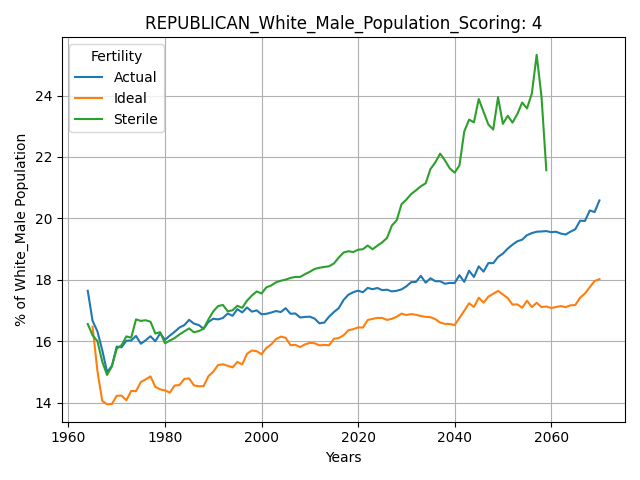 REPUBLICAN_White_Male_Population_Scoring: 4
Fertility
Actual
Ideal
Sterile
% of White_Male Population
24
22
20
18
16
14
1960 1980 2000 2020 2040 2060
Years